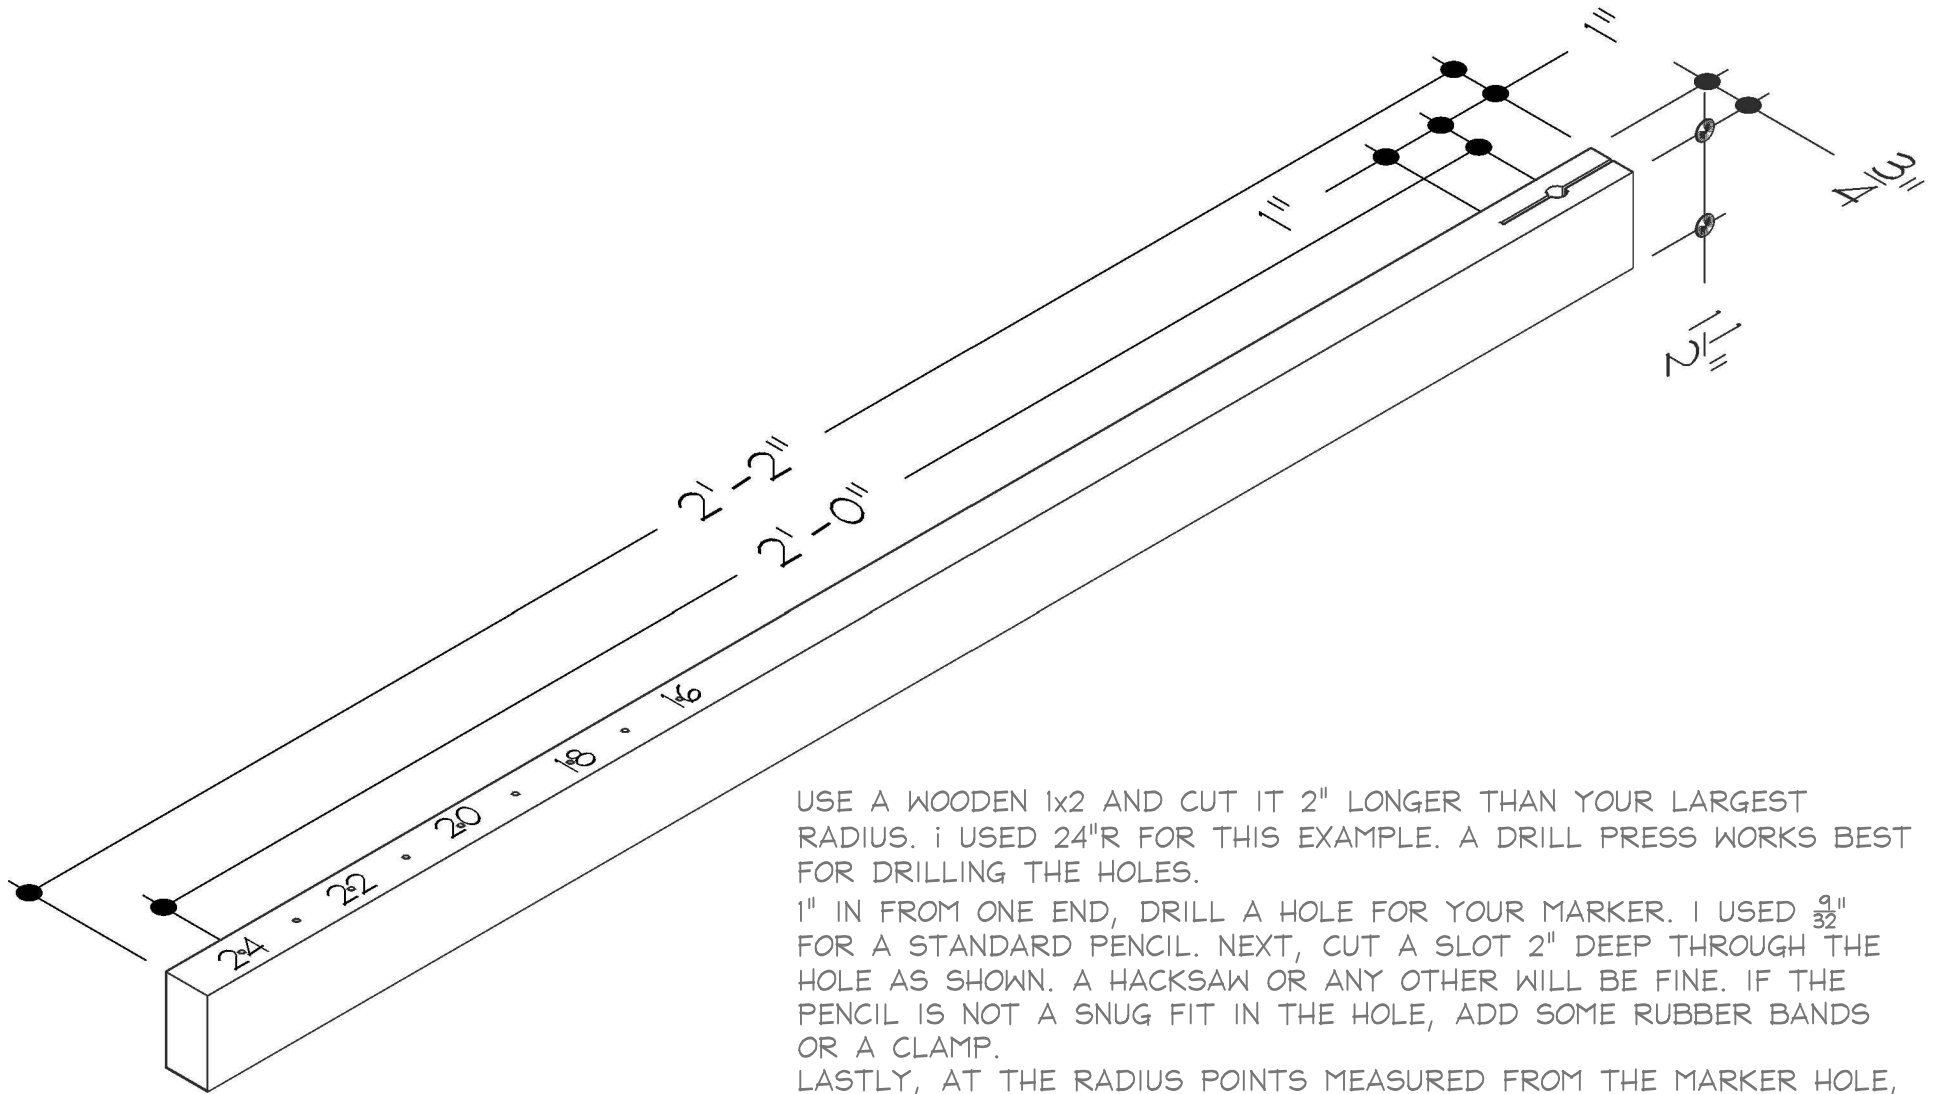 1"
3/4"
1"
1 1/2"
2'-2"
2'-0"
16
18
20
22
24
USE A WOODEN 1x2 AND CUT IT 2" LONGER THAN YOUR LARGEST
RADIUS. i USED 24"R FOR THIS EXAMPLE. A DRILL PRESS WORKS BEST
FOR DRILLING THE HOLES.
1" IN FROM ONE END, DRILL A HOLE FOR YOUR MARKER. I USED 9/32"
FOR A STANDARD PENCIL. NEXT, CUT A SLOT 2" DEEP THROUGH THE
HOLE AS SHOWN. A HACKSAW OR ANY OTHER WILL BE FINE. IF THE
PENCIL IS NOT A SNUG FIT IN THE HOLE, ADD SOME RUBBER BANDS
OR A CLAMP.
LASTLY, AT THE RADIUS POINTS MEASURED FROM THE MARKER HOLE,